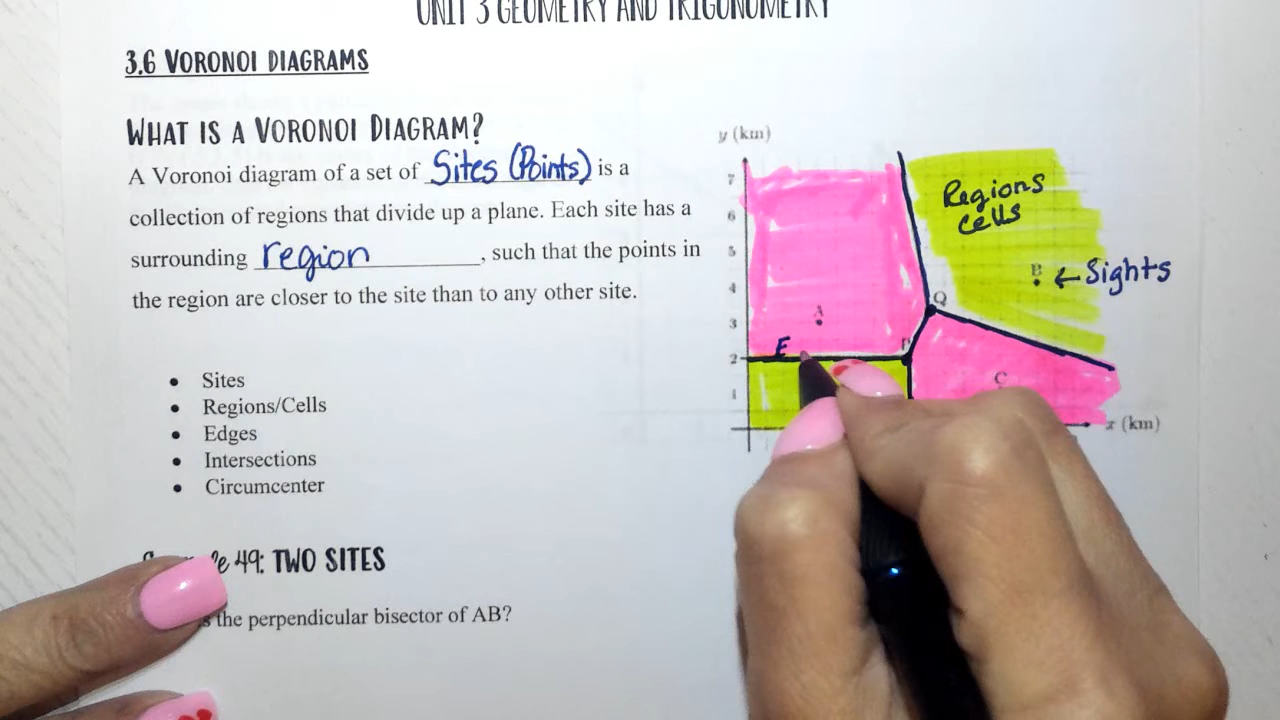 UNIT 3 GEOMETRY AND TRIGONOMETRY
3.6 VORONOI DIAGRAMS
WHAT IS A VORONOI DIAGRAM?
A Voronoi diagram of a set of Sites (Points) is a
collection of regions that divide up a plane. Each site has a
surrounding region, such that the points in
the region are closer to the site than to any other site.
• Sites
• Regions/Cells
• Edges
• Intersections
• Circumcenter
49: TWO SITES
the perpendicular bisector of AB?
y (km)
7
6
5
4
3
2
1
Regions
cells
B ← Sights
Q
A
E
C
x (km)